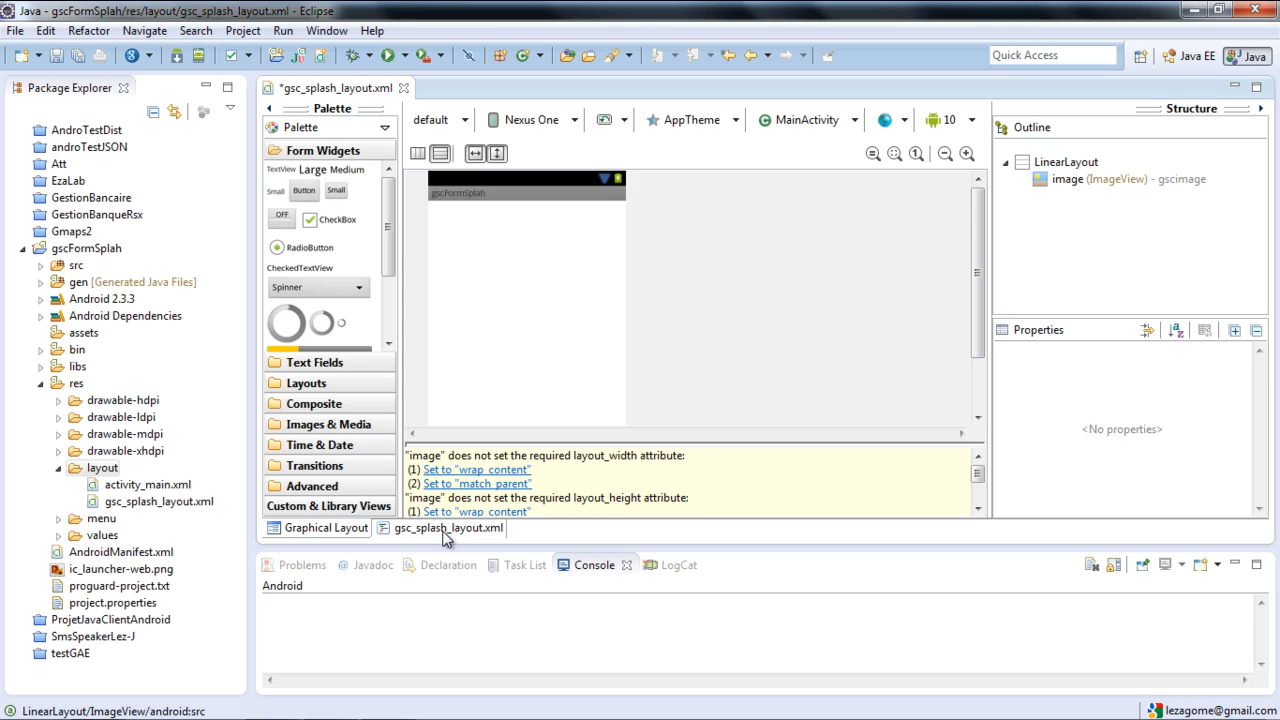 Java - gscFormSplah/res/layout/gsc_splash_layout.xml - Eclipse
File Edit Refactor Navigate Search Project Run Window Help
Quick Access
Java EE
Java
Package Explorer
AndroTestDist
androTestJSON
Att
EzaLab
GestionBancaire
GestionBanqueRsx
Gmaps2
gscFormSplah
src
gen [Generated Java Files]
Android 2.3.3
Android Dependencies
assets
bin
libs
res
drawable-hdpi
drawable-ldpi
drawable-mdpi
drawable-xhdpi
layout
activity_main.xml
gsc_splash_layout.xml
menu
values
AndroidManifest.xml
ic_launcher-web.png
proguard-project.txt
project.properties
ProjetJavaClientAndroid
SmsSpeakerLez-J
testGAE
*gsc_splash_layout.xml
Palette
Palette
Form Widgets
TextView Large Medium
Small Button Small
OFF CheckBox
RadioButton
CheckedTextView
Spinner
Text Fields
Layouts
Composite
Images & Media
Time & Date
Transitions
Advanced
Custom & Library Views
default
Nexus One
AppTheme
MainActivity
10
gscFormSplah
"image" does not set the required layout_width attribute:
(1) Set to "wrap_content"
(2) Set to "match_parent"
"image" does not set the required layout_height attribute:
(1) Set to "wrap_content"
Graphical Layout
gsc_splash_layout.xml
Structure
Outline
LinearLayout
image (ImageView) - gscimage
Properties
<No properties>
Problems
Javadoc
Declaration
Task List
Console
LogCat
Android
LinearLayout/ImageView/android:src
lezagome@gmail.com